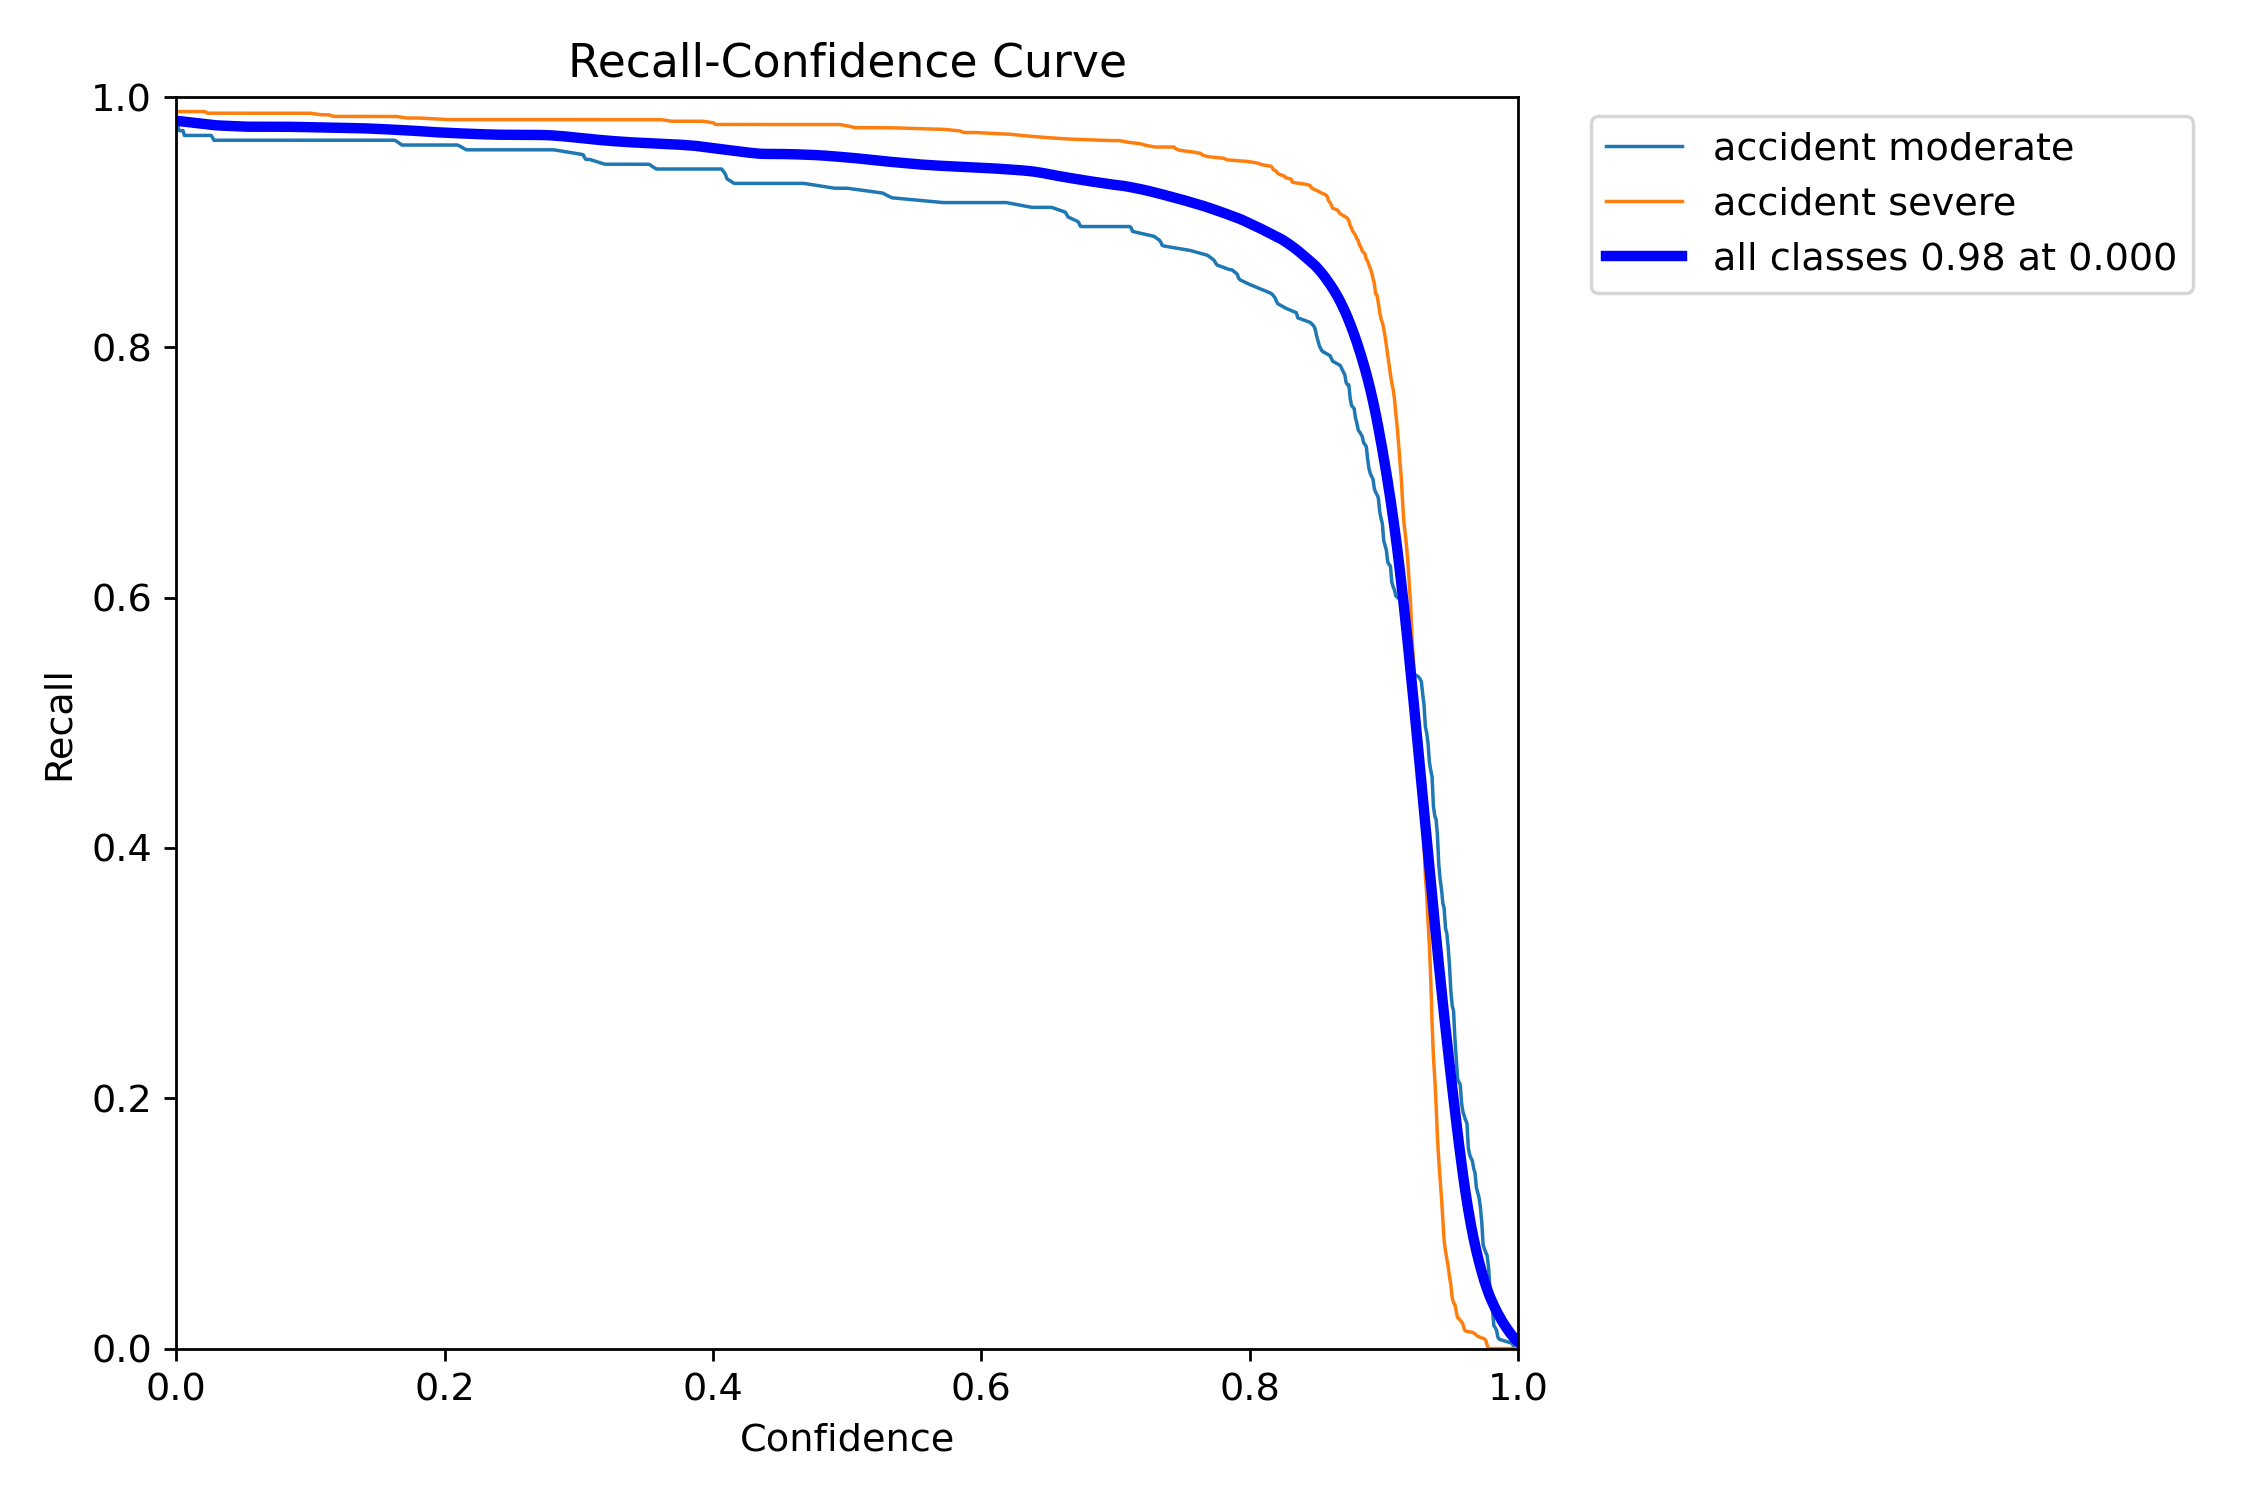 Recall-Confidence Curve
1.0
0.8
0.6
0.4
0.2
0.0
Recall
0.0 0.2 0.4 0.6 0.8 1.0
Confidence
accident moderate
accident severe
all classes 0.98 at 0.000